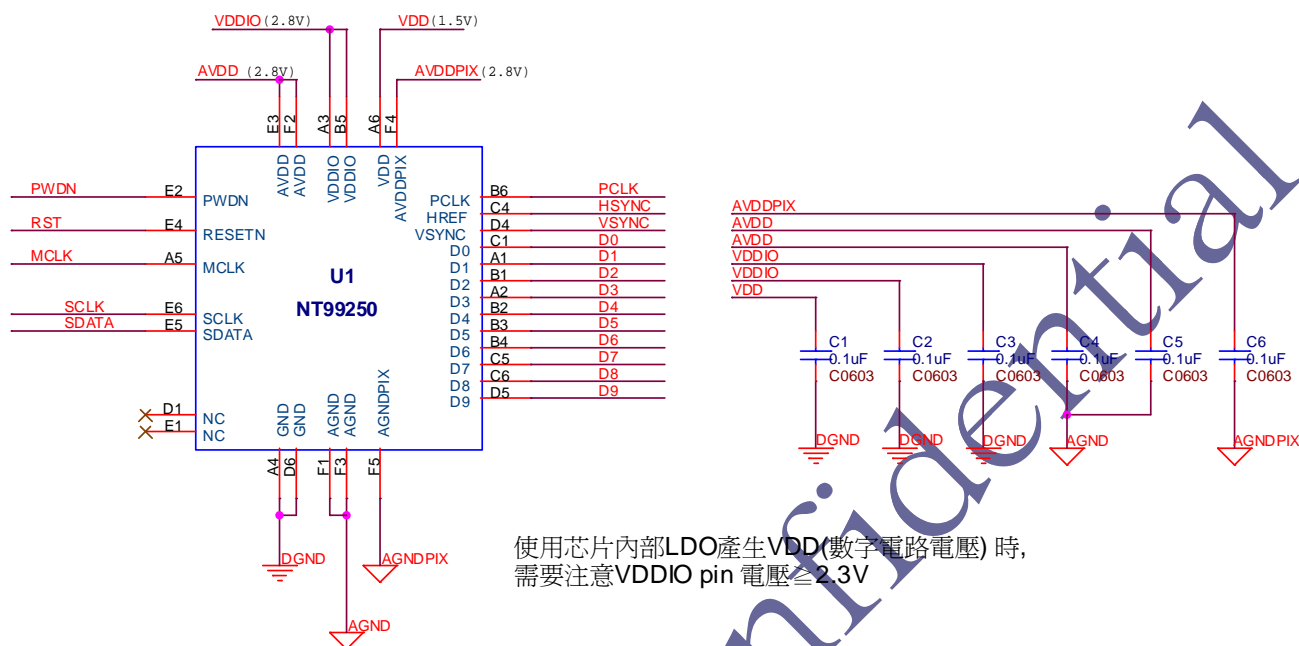 VDDIO (2.8V)
VDD (1.5V)
AVDD (2.8V)
AVDDPIX (2.8V)
E3
F2
A3
B5
A6
F4
AVDD
AVDD
VDDIO
VDDIO
VDD
AVDDPIX
PWDN E2 PWDN
RST E4 RESETN
MCLK A5 MCLK
SCLK E6 SCLK
SDATA E5 SDATA
D1 NC
E1 NC
U1
NT99250
PCLK B6 PCLK
HREF C4 HSYNC
VSYNC D4 VSYNC
D0 C1 D0
D1 A1 D1
D2 B1 D2
D3 A2 D3
D4 B2 D4
D5 B3 D5
D6 B4 D6
D7 C5 D7
D8 C6 D8
D9 D5 D9
GND
GND
AGND
AGND
AGNDPIX
A4
D6
F1
F3
F5
DGND
AGNDPIX
AGND
AVDDPIX
AVDD
AVDD
VDDIO
VDDIO
VDD
C1
0.1uF
C0603
C2
0.1uF
C0603
C3
0.1uF
C0603
C4
0.1uF
C0603
C5
0.1uF
C0603
C6
0.1uF
C0603
DGND
DGND
DGND
AGND
AGNDPIX
使用芯片內部LDO產生VDD(數字電路電壓) 時,
需要注意VDDIO pin 電壓≧2.3V
nfidential